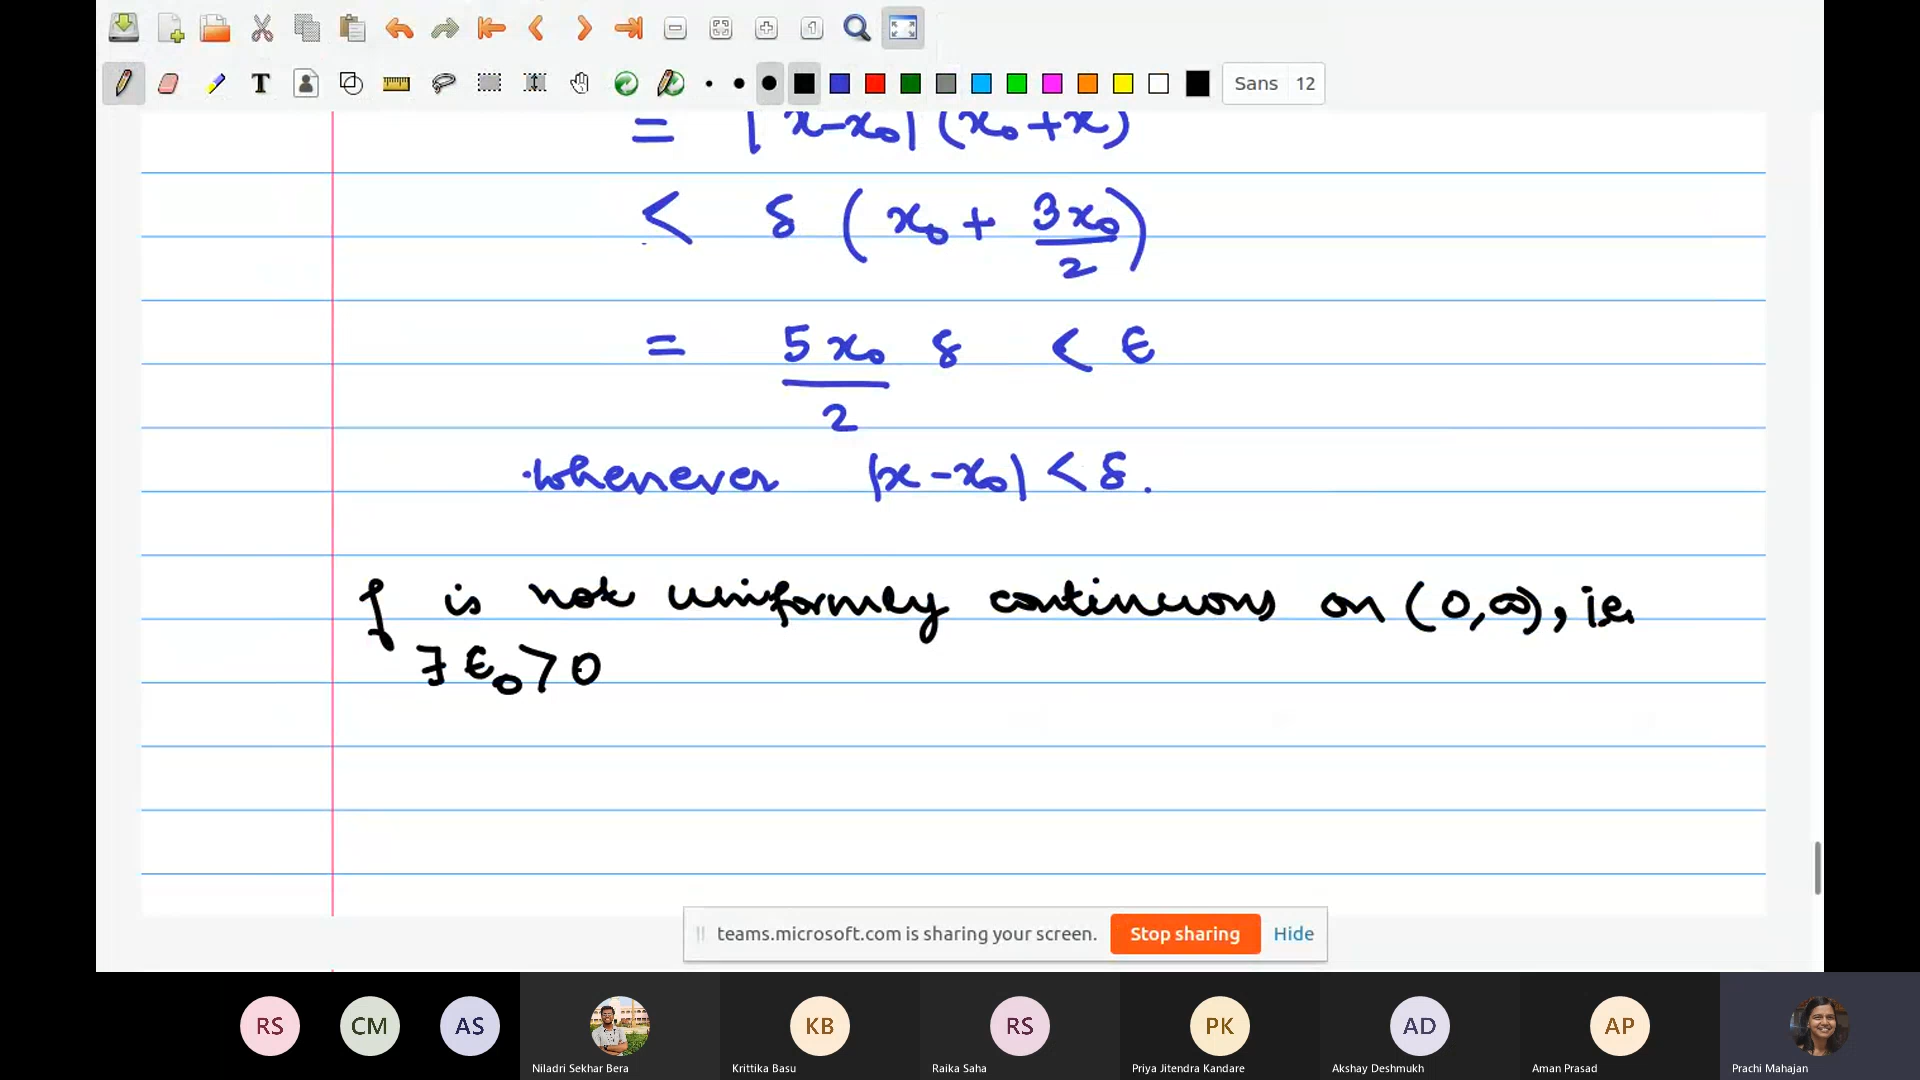 Sans 12
= |x-x₀| (x₀+x)
< δ (x₀ + 3x₀/2)
= 5x₀/2 δ < ε
whenever |x-x₀| < δ.
f is not uniformly continuous on (0,∞), i.e.
∃ ε₀ > 0
teams.microsoft.com is sharing your screen. Stop sharing Hide
RS CM AS KB RS PK AD AP
Niladri Sekhar Bera Krittika Basu Raika Saha Priya Jitendra Kandare Akshay Deshmukh Aman Prasad Prachi Mahajan